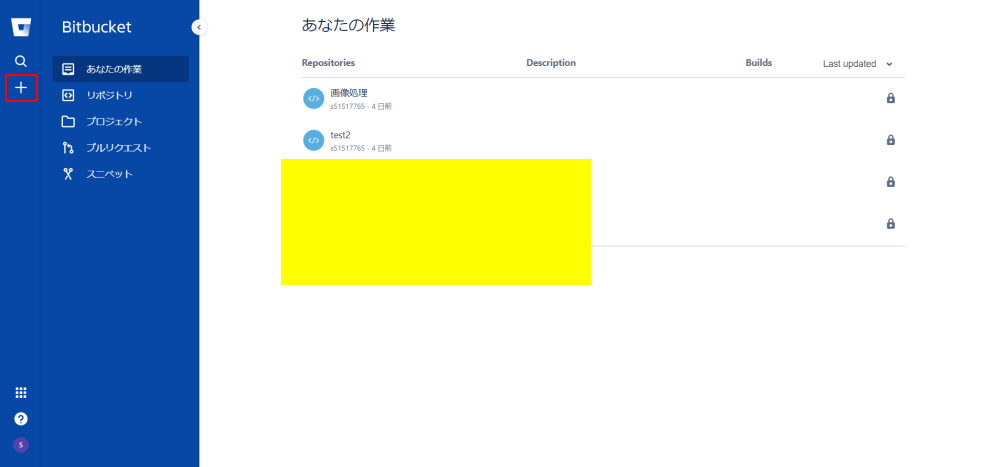 Bitbucket
あなたの作業
リポジトリ
プロジェクト
プルリクエスト
スニペット
S
あなたの作業
Repositories Description Builds Last updated
画像処理
s51517765 - 4 日前
test2
s51517765 - 4 日前